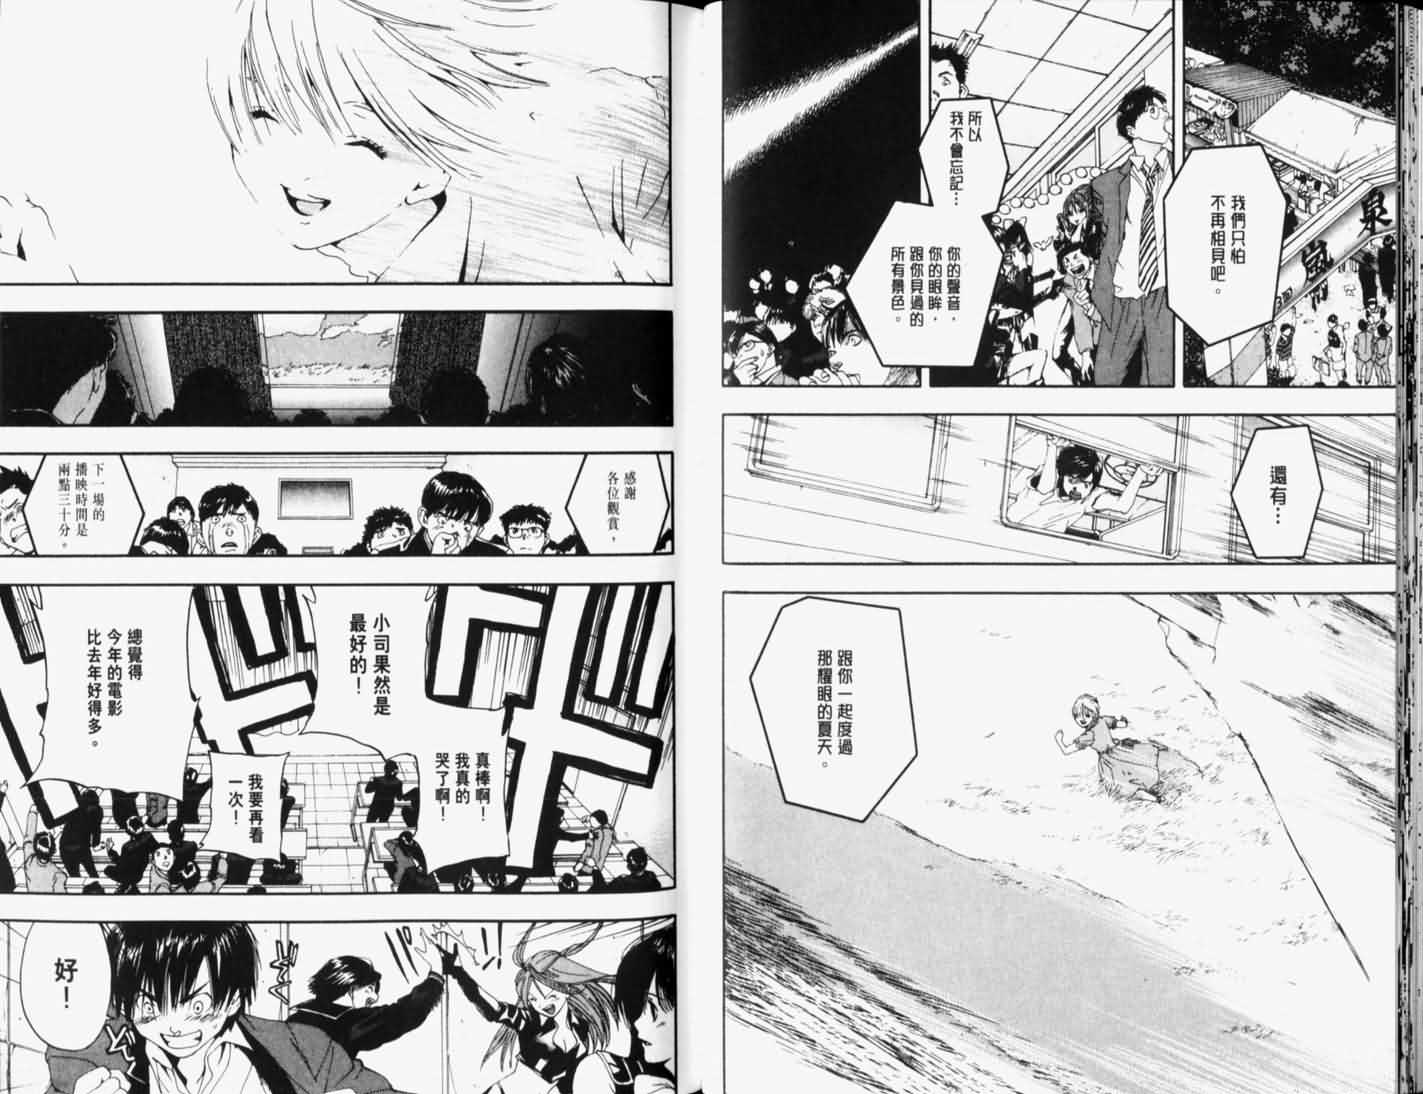 我們只怕
不再相見吧。
泉
嵐
所以
我不會忘記…
你的聲音，
你的眼眸，
跟你見過的
所有景色。
還有…
跟你一起度過
那耀眼的夏天。
感謝
各位觀賞，
下一場的
播映時間是
兩點三十分。
小司果然是
最好的！
真棒啊！
我真的
哭了啊！
總覺得
今年的電影
比去年好得多。
我要再看
一次！
好！